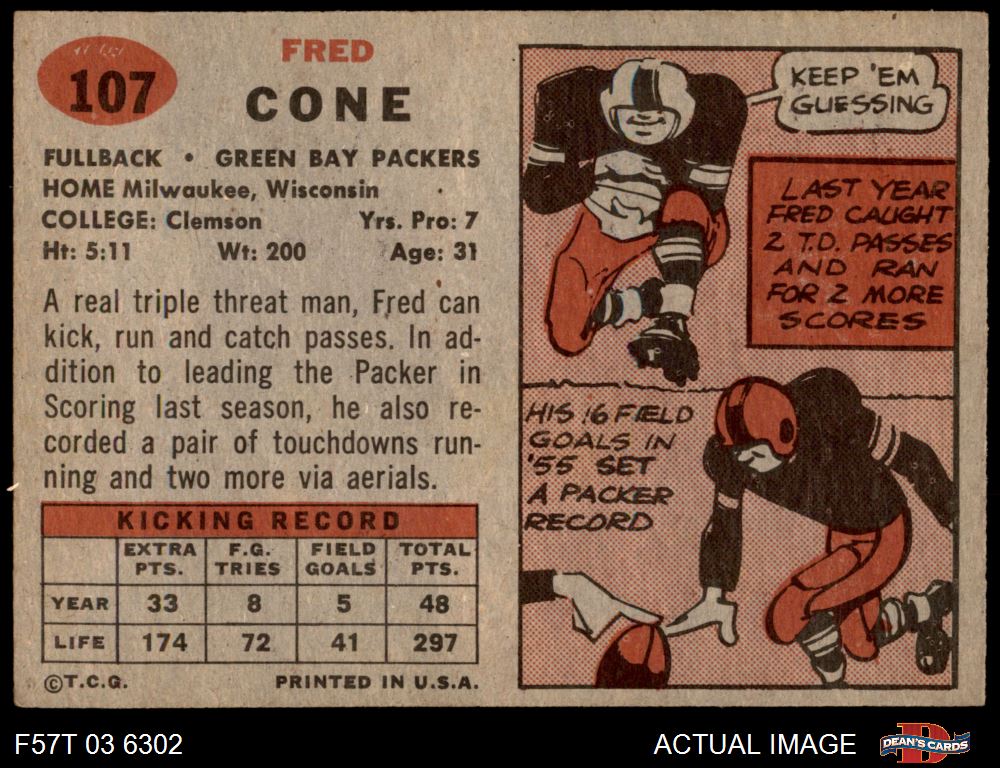 107
FRED
CONE
FULLBACK • GREEN BAY PACKERS
HOME Milwaukee, Wisconsin
COLLEGE: Clemson Yrs. Pro: 7
Ht: 5:11 Wt: 200 Age: 31
A real triple threat man, Fred can
kick, run and catch passes. In ad-
dition to leading the Packer in
Scoring last season, he also re-
corded a pair of touchdowns run-
ning and two more via aerials.
KICKING RECORD
EXTRA PTS. F.G. TRIES FIELD GOALS TOTAL PTS.
YEAR 33 8 5 48
LIFE 174 72 41 297
©T.C.G. PRINTED IN U.S.A.
KEEP 'EM
GUESSING
LAST YEAR
FRED CAUGHT
2 T.D. PASSES
AND RAN
FOR 2 MORE
SCORES
HIS 16 FIELD
GOALS IN
'55 SET
A PACKER
RECORD
F57T 03 6302
ACTUAL IMAGE
DEAN'S CARDS